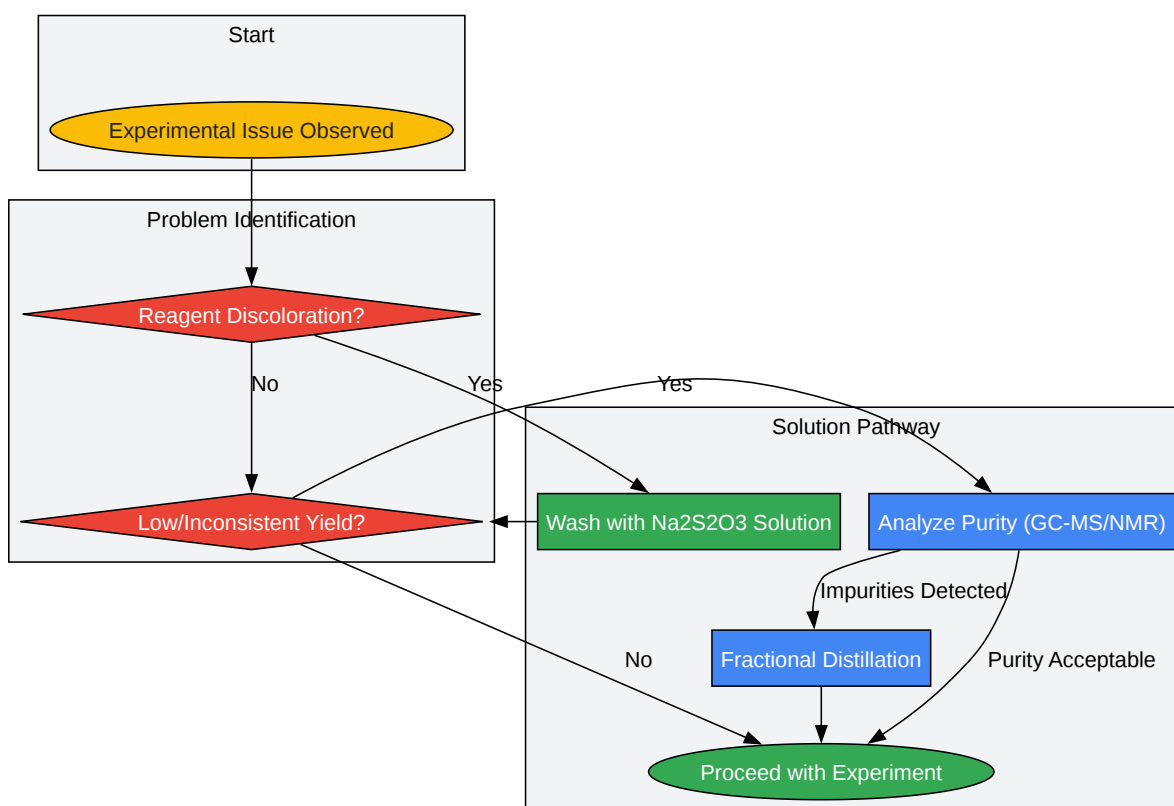 Start
Experimental Issue Observed
Problem Identification
Reagent Discoloration?
No
Yes
Yes
Solution Pathway
Low/Inconsistent Yield?
Wash with Na2S2O3 Solution
Analyze Purity (GC-MS/NMR)
Impurities Detected
No
Fractional Distillation
Purity Acceptable
Proceed with Experiment